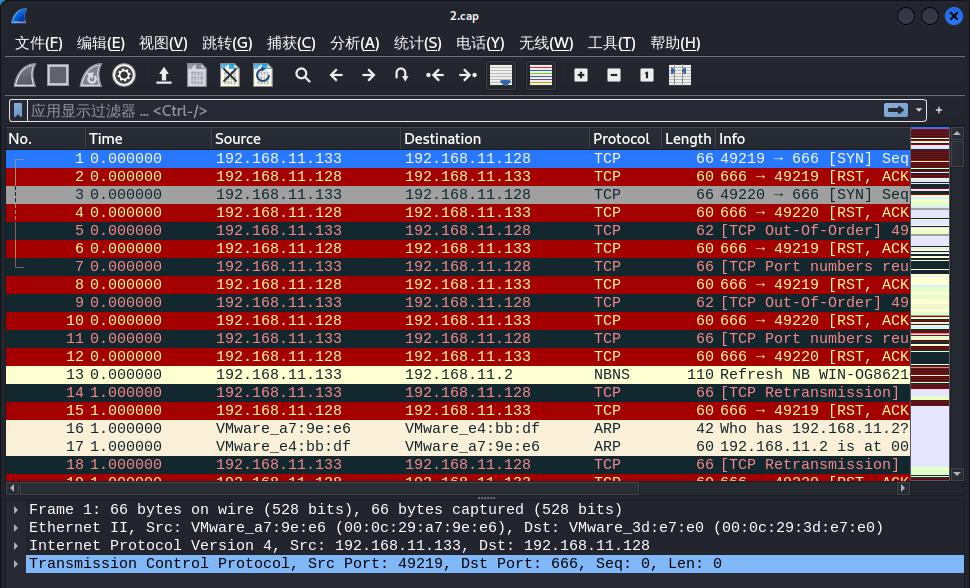 2.cap
文件(F) 编辑(E) 视图(V) 跳转(G) 捕获(C) 分析(A) 统计(S) 电话(Y) 无线(W) 工具(T) 帮助(H)
应用显示过滤器 … <Ctrl-/>
No. Time Source Destination Protocol Length Info
1 0.000000 192.168.11.133 192.168.11.128 TCP 66 49219 → 666 [SYN] Seq
2 0.000000 192.168.11.128 192.168.11.133 TCP 60 666 → 49219 [RST, ACK
3 0.000000 192.168.11.133 192.168.11.128 TCP 66 49220 → 666 [SYN] Seq
4 0.000000 192.168.11.128 192.168.11.133 TCP 60 666 → 49220 [RST, ACK
5 0.000000 192.168.11.133 192.168.11.128 TCP 62 [TCP Out-Of-Order] 49
6 0.000000 192.168.11.128 192.168.11.133 TCP 60 666 → 49219 [RST, ACK
7 0.000000 192.168.11.133 192.168.11.128 TCP 66 [TCP Port numbers reu
8 0.000000 192.168.11.128 192.168.11.133 TCP 60 666 → 49219 [RST, ACK
9 0.000000 192.168.11.133 192.168.11.128 TCP 62 [TCP Out-Of-Order] 49
10 0.000000 192.168.11.128 192.168.11.133 TCP 60 666 → 49220 [RST, ACK
11 0.000000 192.168.11.133 192.168.11.128 TCP 66 [TCP Port numbers reu
12 0.000000 192.168.11.128 192.168.11.133 TCP 60 666 → 49220 [RST, ACK
13 0.000000 192.168.11.133 192.168.11.2 NBNS 110 Refresh NB WIN-OG8621
14 1.000000 192.168.11.133 192.168.11.128 TCP 66 [TCP Retransmission]
15 1.000000 192.168.11.128 192.168.11.133 TCP 60 666 → 49219 [RST, ACK
16 1.000000 VMware_a7:9e:e6 VMware_e4:bb:df ARP 42 Who has 192.168.11.2?
17 1.000000 VMware_e4:bb:df VMware_a7:9e:e6 ARP 60 192.168.11.2 is at 00
18 1.000000 192.168.11.133 192.168.11.128 TCP 66 [TCP Retransmission]
19 1.000000 192.168.11.128 192.168.11.133 TCP 60 666 → 49220 [RST, ACK
Frame 1: 66 bytes on wire (528 bits), 66 bytes captured (528 bits)
Ethernet II, Src: VMware_a7:9e:e6 (00:0c:29:a7:9e:e6), Dst: VMware_3d:e7:e0 (00:0c:29:3d:e7:e0)
Internet Protocol Version 4, Src: 192.168.11.133, Dst: 192.168.11.128
Transmission Control Protocol, Src Port: 49219, Dst Port: 666, Seq: 0, Len: 0